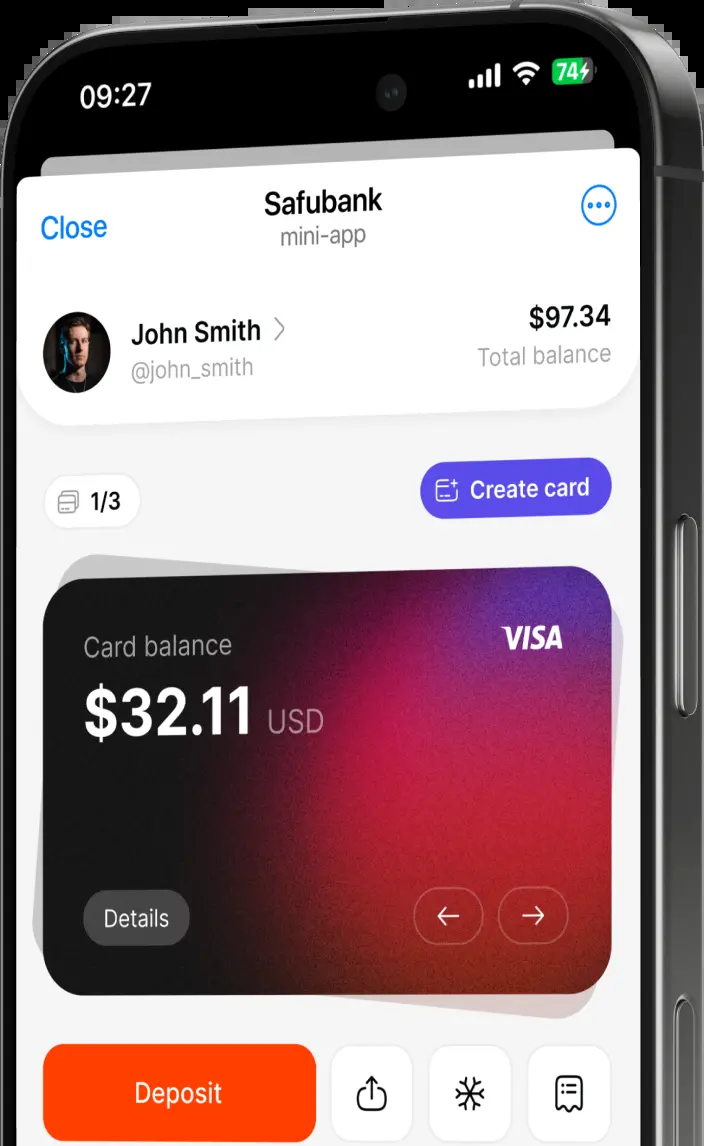 09:27
74
Close
Safubank
mini-app
John Smith
@john_smith
$97.34
Total balance
1/3
Create card
Card balance
VISA
$32.11 USD
Details
Deposit